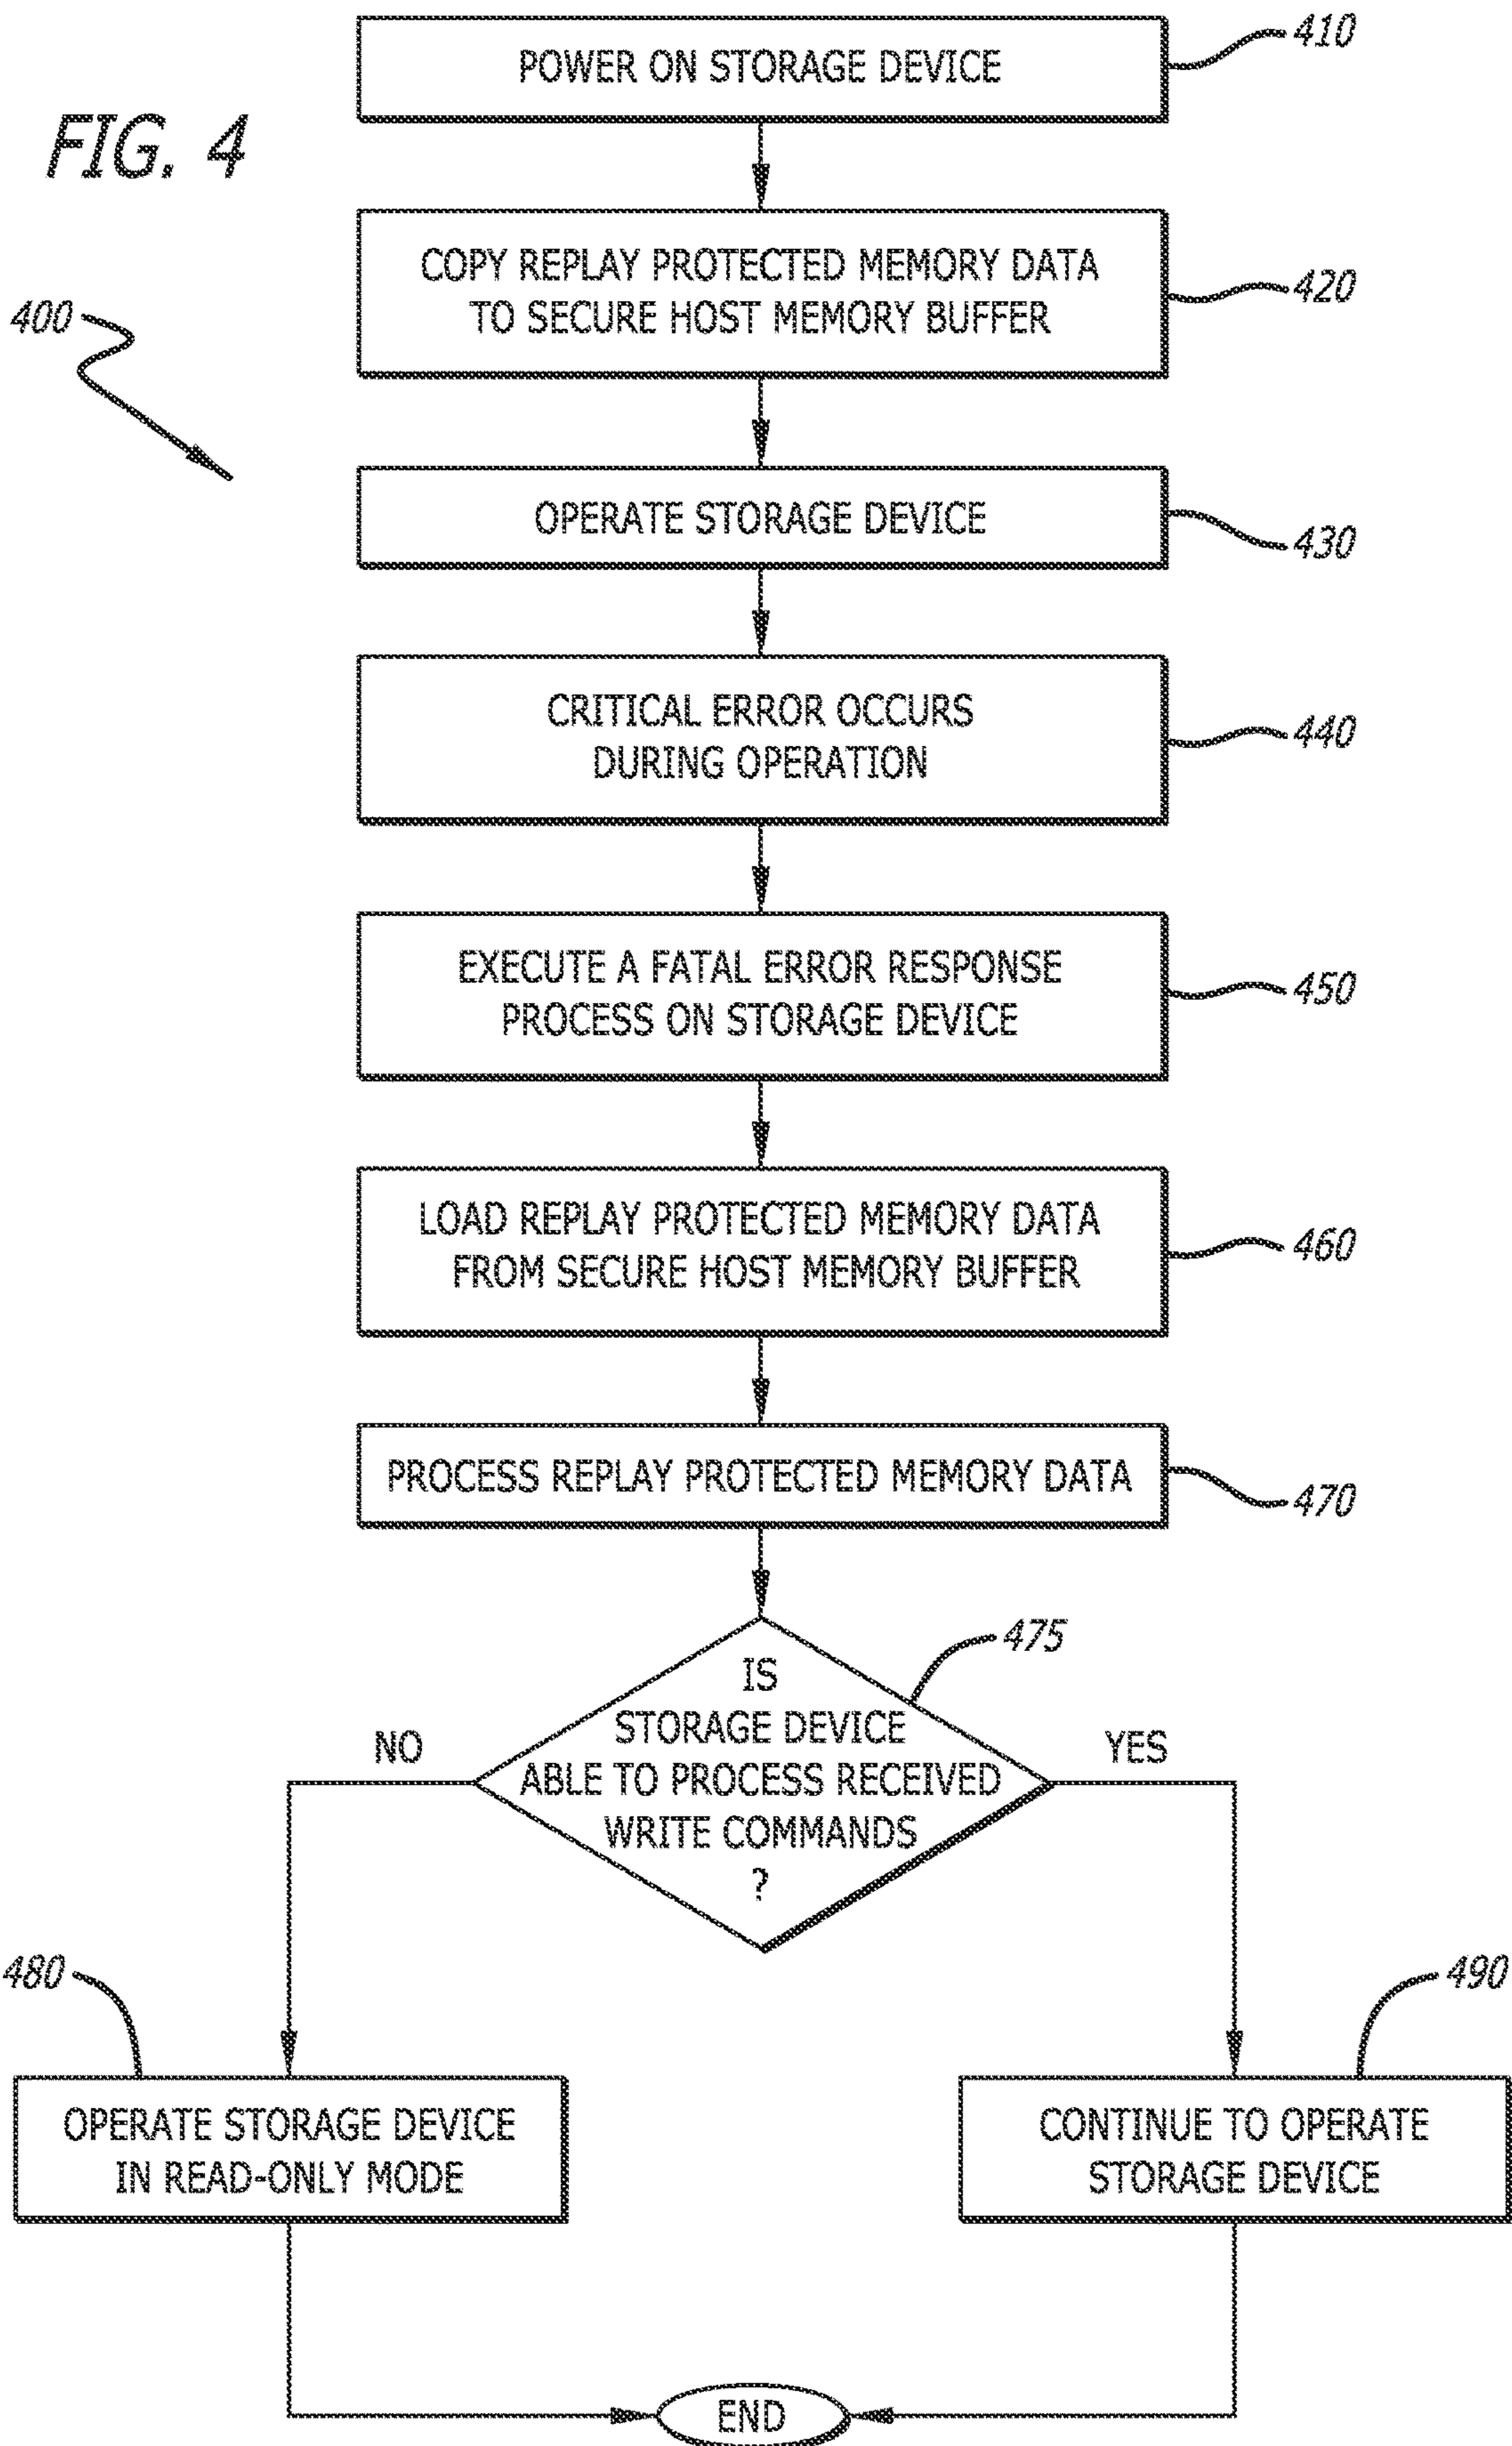 FIG. 4
400
POWER ON STORAGE DEVICE
410
COPY REPLAY PROTECTED MEMORY DATA
TO SECURE HOST MEMORY BUFFER
420
OPERATE STORAGE DEVICE
430
CRITICAL ERROR OCCURS
DURING OPERATION
440
EXECUTE A FATAL ERROR RESPONSE
PROCESS ON STORAGE DEVICE
450
LOAD REPLAY PROTECTED MEMORY DATA
FROM SECURE HOST MEMORY BUFFER
460
PROCESS REPLAY PROTECTED MEMORY DATA
470
IS
STORAGE DEVICE
ABLE TO PROCESS RECEIVED
WRITE COMMANDS
?
475
NO
YES
480
OPERATE STORAGE DEVICE
IN READ-ONLY MODE
490
CONTINUE TO OPERATE
STORAGE DEVICE
END